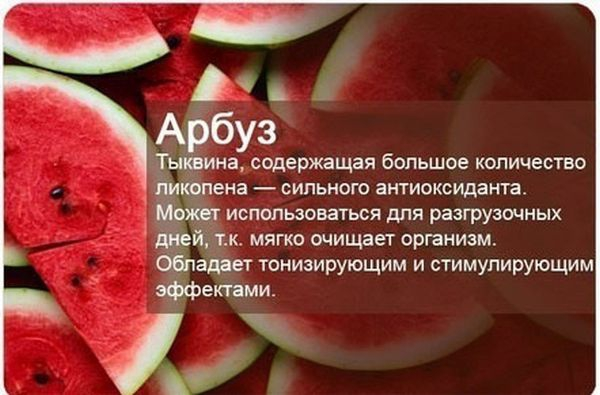 Арбуз
Тыквина, содержащая большое количество
ликопена — сильного антиоксиданта.
Может использоваться для разгрузочных
дней, т.к. мягко очищает организм.
Обладает тонизирующим и стимулирующим
эффектами.